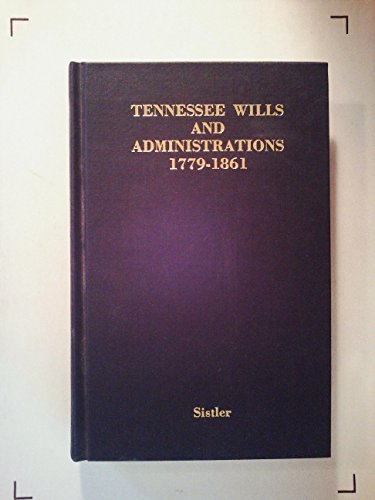 TENNESSEE WILLS
AND
ADMINISTRATIONS
1779-1861
Sistler